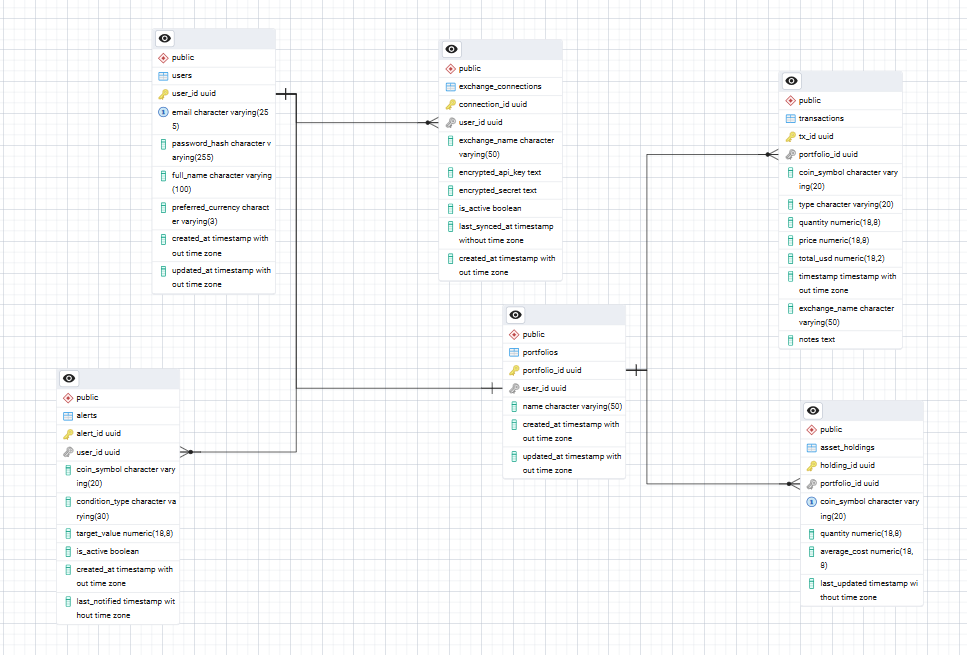 public
users
user_id uuid
email character varying(25
5)
password_hash character v
arying(255)
full_name character varying
(100)
preferred_currency charact
er varying(3)
created_at timestamp with
out time zone
updated_at timestamp with
out time zone
public
exchange_connections
connection_id uuid
user_id uuid
exchange_name character
varying(50)
encrypted_api_key text
encrypted_secret text
is_active boolean
last_synced_at timestamp
without time zone
created_at timestamp with
out time zone
public
transactions
tx_id uuid
portfolio_id uuid
coin_symbol character vary
ing(20)
type character varying(20)
quantity numeric(18,8)
price numeric(18,8)
total_usd numeric(18,2)
timestamp timestamp with
out time zone
exchange_name character
varying(50)
notes text
public
portfolios
portfolio_id uuid
user_id uuid
name character varying(50)
created_at timestamp with
out time zone
updated_at timestamp with
out time zone
public
alerts
alert_id uuid
user_id uuid
coin_symbol character vary
ing(20)
condition_type character va
rying(30)
target_value numeric(18,8)
is_active boolean
created_at timestamp with
out time zone
last_notified timestamp wit
hout time zone
public
asset_holdings
holding_id uuid
portfolio_id uuid
1
coin_symbol character vary
ing(20)
quantity numeric(18,8)
average_cost numeric(18,
8)
last_updated timestamp wi
thout time zone